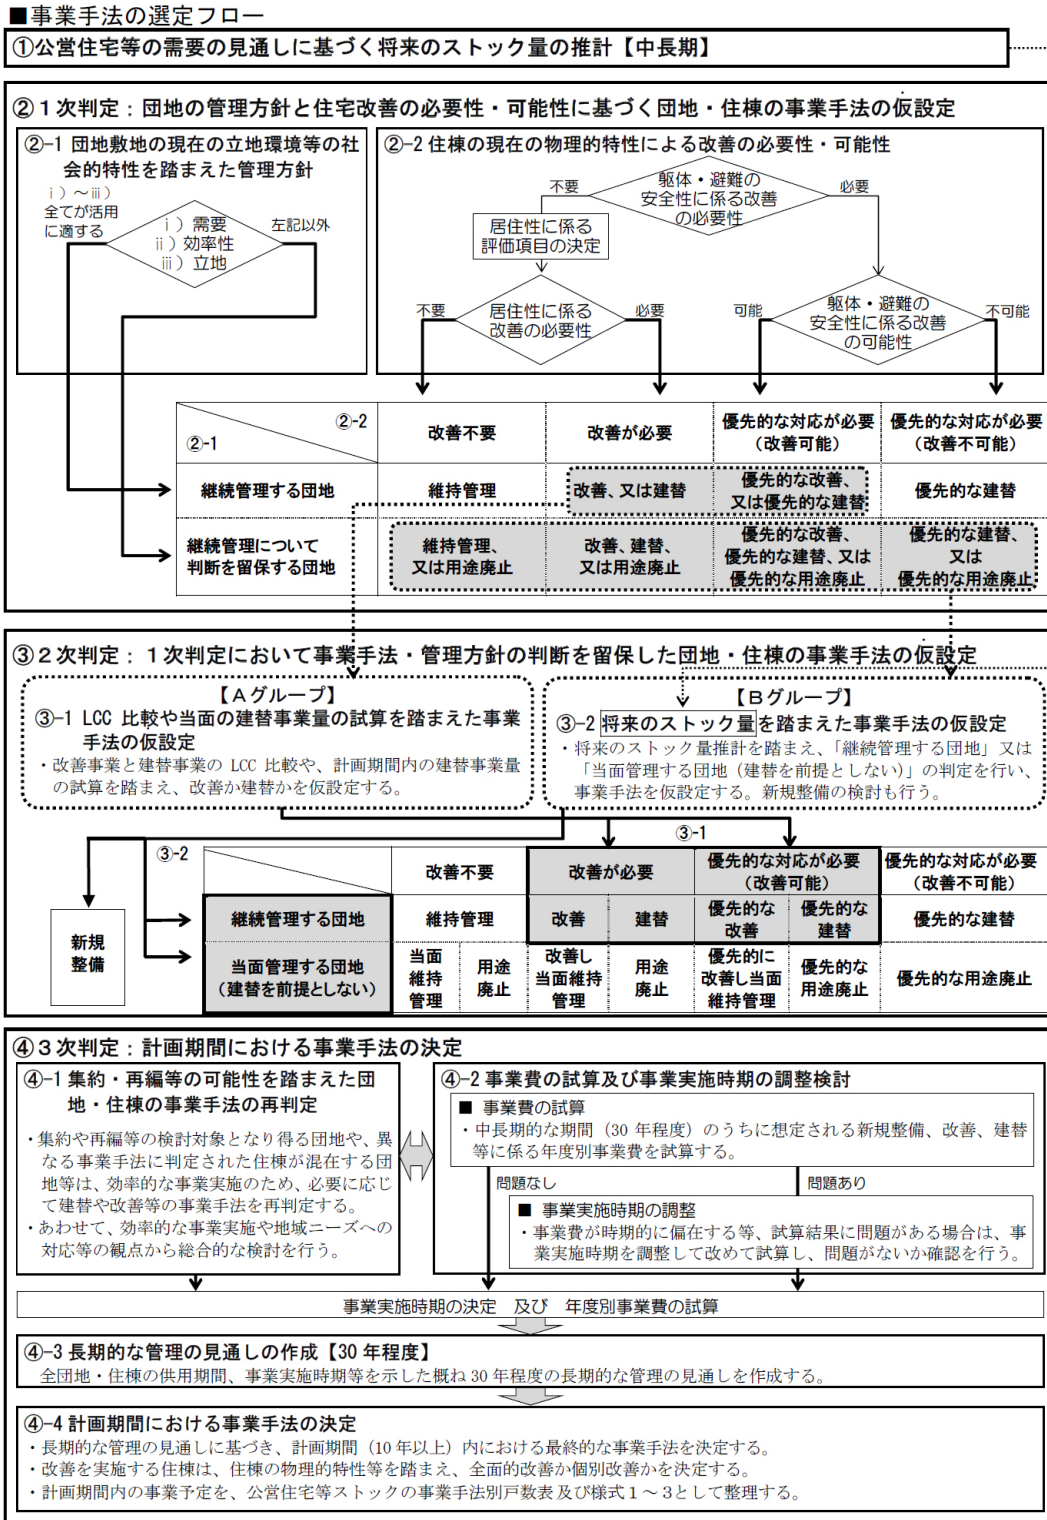 ■事業手法の選定フロー
①公営住宅等の需要の見通しに基づく将来のストック量の推計【中長期】
②１次判定：団地の管理方針と住宅改善の必要性・可能性に基づく団地・住棟の事業手法の仮設定
②-1 団地敷地の現在の立地環境等の社
会的特性を踏まえた管理方針
ⅰ）～ⅲ）
全てが活用
に適する
ⅰ）需要
ⅱ）効率性
ⅲ）立地
左記以外
②-2 住棟の現在の物理的特性による改善の必要性・可能性
不要
躯体・避難の
安全性に係る改善
の必要性
必要
居住性に係る
評価項目の決定
不要
居住性に係る
改善の必要性
必要
可能
躯体・避難の
安全性に係る改善
の可能性
不可能
②-2
②-1
改善不要
改善が必要
優先的な対応が必要
（改善可能）
優先的な対応が必要
（改善不可能）
継続管理する団地
維持管理
改善、又は建替
優先的な改善、
又は優先的な建替
優先的な建替
継続管理について
判断を留保する団地
維持管理、
又は用途廃止
改善、建替、
又は用途廃止
優先的な改善、
優先的な建替、又は
優先的な用途廃止
優先的な建替、
又は
優先的な用途廃止
③２次判定：１次判定において事業手法・管理方針の判断を留保した団地・住棟の事業手法の仮設定
【Ａグループ】
③-1 LCC 比較や当面の建替事業量の試算を踏まえた事業
手法の仮設定
・改善事業と建替事業の LCC 比較や、計画期間内の建替事業量
の試算を踏まえ、改善か建替かを仮設定する。
【Ｂグループ】
③-2 将来のストック量を踏まえた事業手法の仮設定
・将来のストック量推計を踏まえ、「継続管理する団地」又は
「当面管理する団地（建替を前提としない）」の判定を行い、
事業手法を仮設定する。新規整備の検討も行う。
③-1
③-2
改善不要
改善が必要
優先的な対応が必要
（改善可能）
優先的な対応が必要
（改善不可能）
新規
整備
継続管理する団地
維持管理
改善
建替
優先的な
改善
優先的な
建替
優先的な建替
当面管理する団地
（建替を前提としない）
当面
維持
管理
用途
廃止
改善し
当面維持
管理
用途
廃止
優先的に
改善し当面
維持管理
優先的な
用途廃止
優先的な用途廃止
④３次判定：計画期間における事業手法の決定
④-1 集約・再編等の可能性を踏まえた団
地・住棟の事業手法の再判定
・集約や再編等の検討対象となり得る団地や、異
なる事業手法に判定された住棟が混在する団
地等は、効率的な事業実施のため、必要に応じ
て建替や改善等の事業手法を再判定する。
・あわせて、効率的な事業実施や地域ニーズへの
対応等の観点から総合的な検討を行う。
④-2 事業費の試算及び事業実施時期の調整検討
■ 事業費の試算
・中長期的な期間（30 年程度）のうちに想定される新規整備、改善、建替
等に係る年度別事業費を試算する。
問題なし
問題あり
■ 事業実施時期の調整
・事業費が時期的に偏在する等、試算結果に問題がある場合は、事
業実施時期を調整して改めて試算し、問題がないか確認を行う。
事業実施時期の決定　及び　年度別事業費の試算
④-3 長期的な管理の見通しの作成【30 年程度】
全団地・住棟の供用期間、事業実施時期等を示した概ね 30 年程度の長期的な管理の見通しを作成する。
④-4 計画期間における事業手法の決定
・長期的な管理の見通しに基づき、計画期間（10 年以上）内における最終的な事業手法を決定する。
・改善を実施する住棟は、住棟の物理的特性等を踏まえ、全面的改善か個別改善かを決定する。
・計画期間内の事業予定を、公営住宅等ストックの事業手法別戸数表及び様式１～３として整理する。